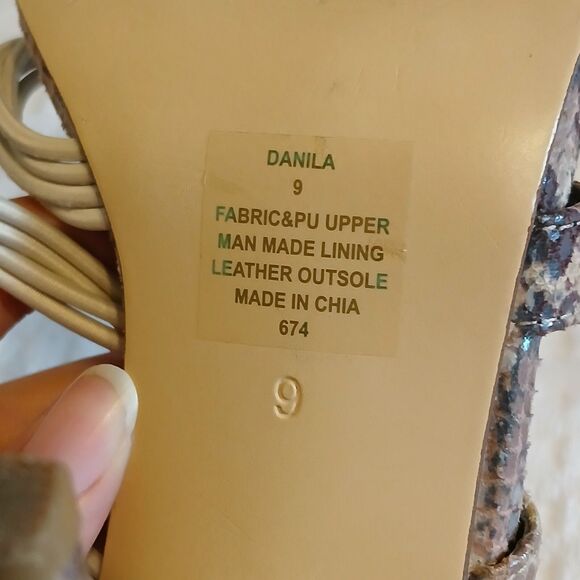 DANILA
9
FABRIC&PU UPPER
MAN MADE LINING
LEATHER OUTSOLE
MADE IN CHIA
674
9